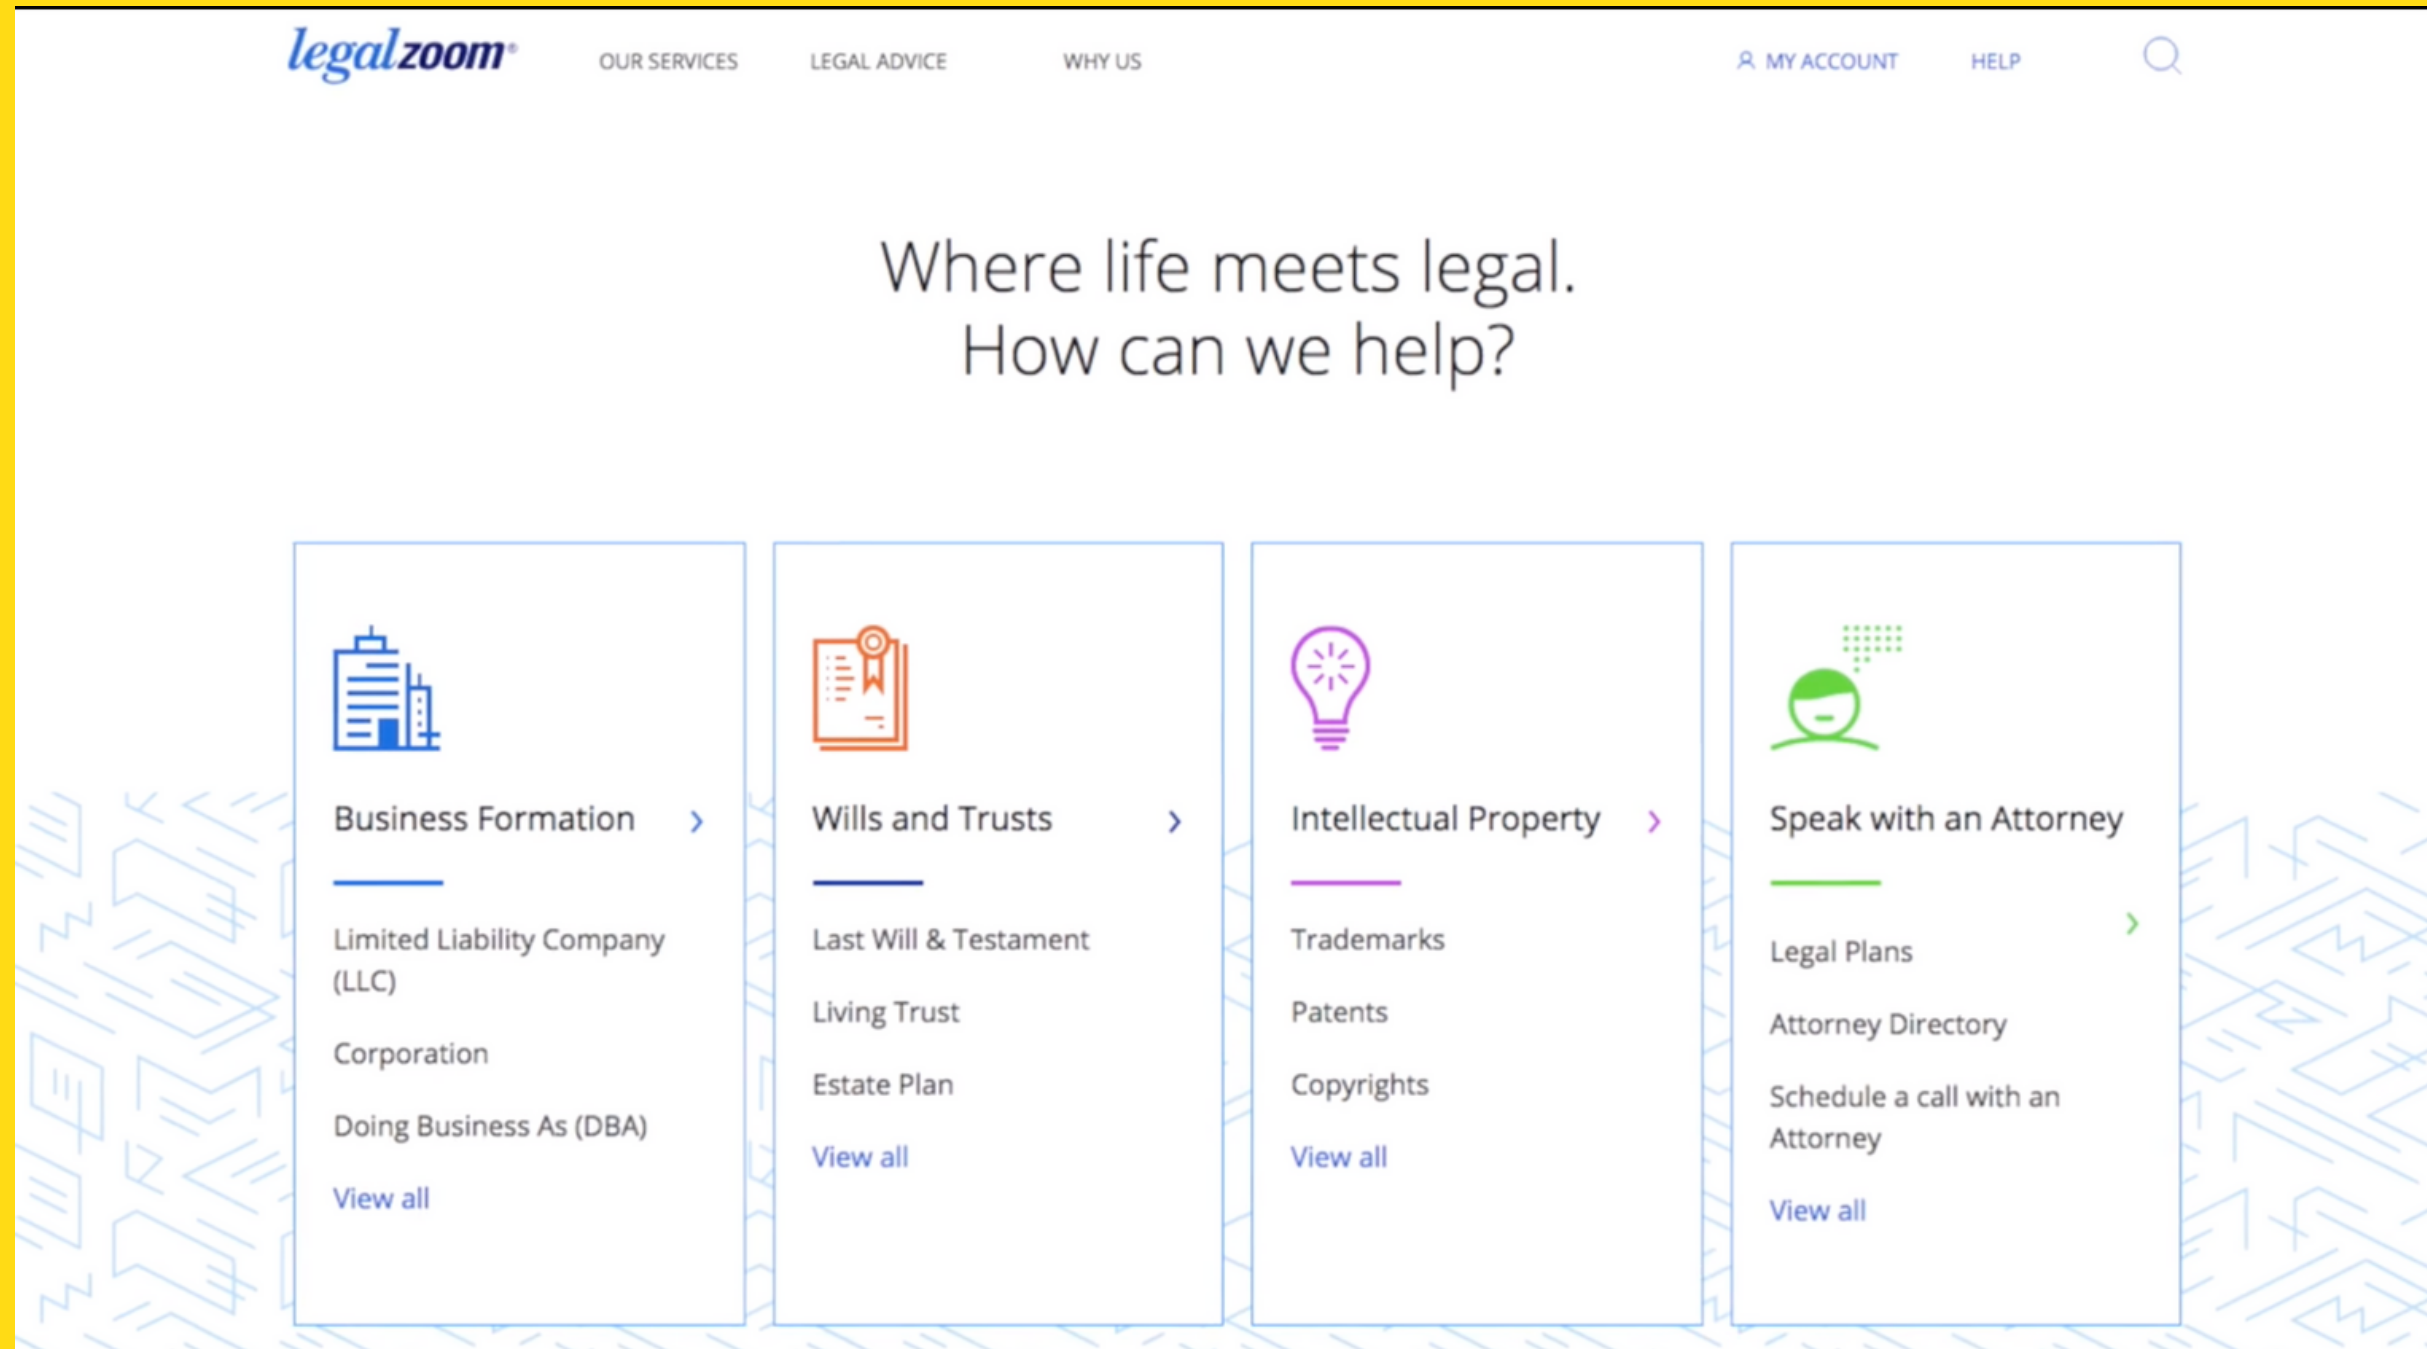 legalzoom®
OUR SERVICES
LEGAL ADVICE
WHY US
MY ACCOUNT
HELP
Where life meets legal.
How can we help?
Business Formation
Limited Liability Company
(LLC)
Corporation
Doing Business As (DBA)
View all
Wills and Trusts
Last Will & Testament
Living Trust
Estate Plan
View all
Intellectual Property
Trademarks
Patents
Copyrights
View all
Speak with an Attorney
Legal Plans
Attorney Directory
Schedule a call with an
Attorney
View all